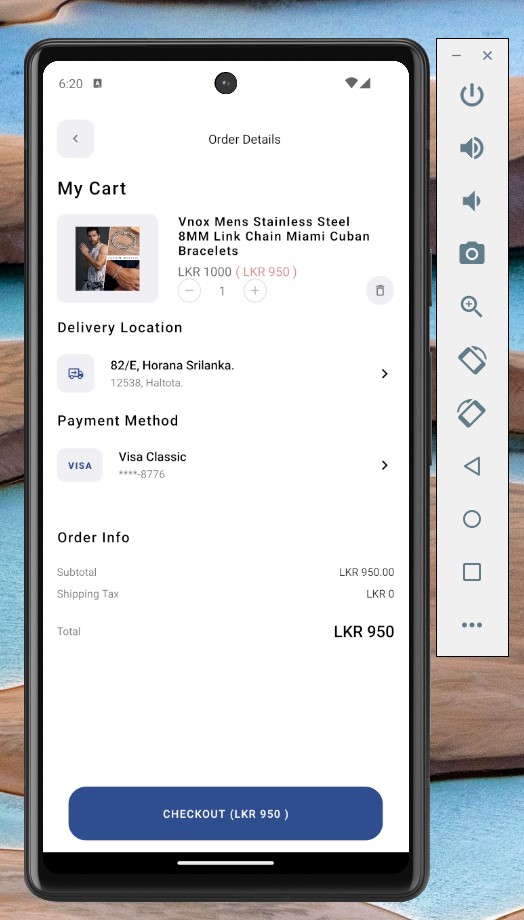 6:20
Order Details
My Cart
Vnox Mens Stainless Steel
8MM Link Chain Miami Cuban
Bracelets
LKR 1000 ( LKR 950 )
1
Delivery Location
82/E, Horana Srilanka.
12538, Haltota.
Payment Method
VISA
Visa Classic
****-8776
Order Info
Subtotal LKR 950.00
Shipping Tax LKR 0
Total LKR 950
CHECKOUT (LKR 950 )